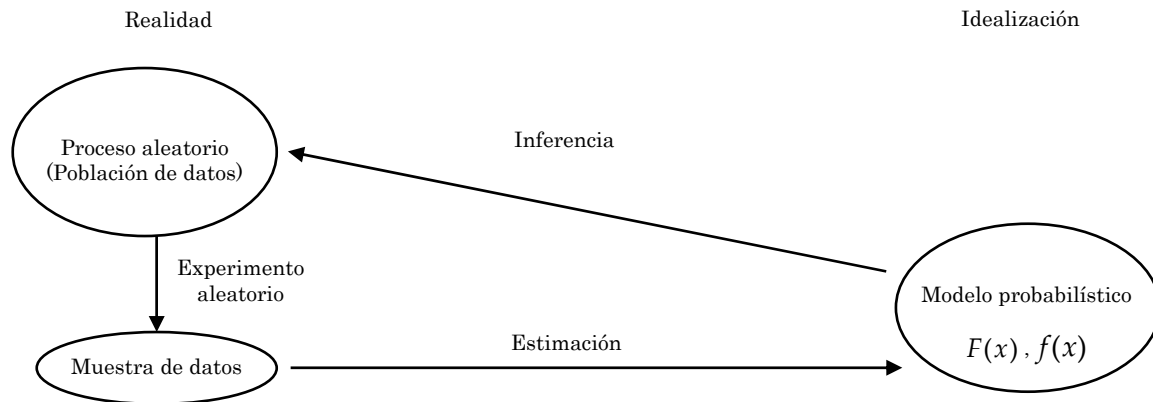 Realidad
Idealización
Proceso aleatorio
(Población de datos)
Inferencia
Experimento
aleatorio
Modelo probabilístico
F(x) , f(x)
Estimación
Muestra de datos